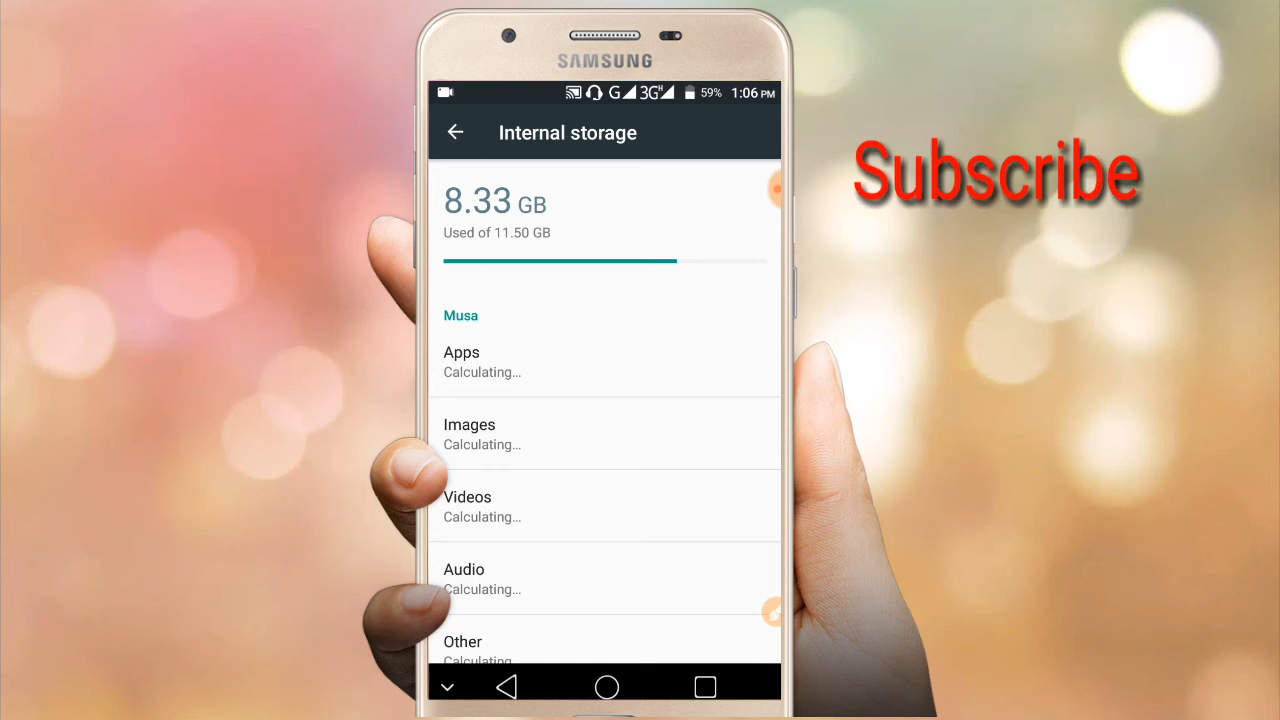 SAMSUNG
G 3G H 59% 1:06 PM
Internal storage
8.33 GB
Used of 11.50 GB
Musa
Apps
Calculating...
Images
Calculating...
Videos
Calculating...
Audio
Calculating...
Other
Calculating...
Subscribe